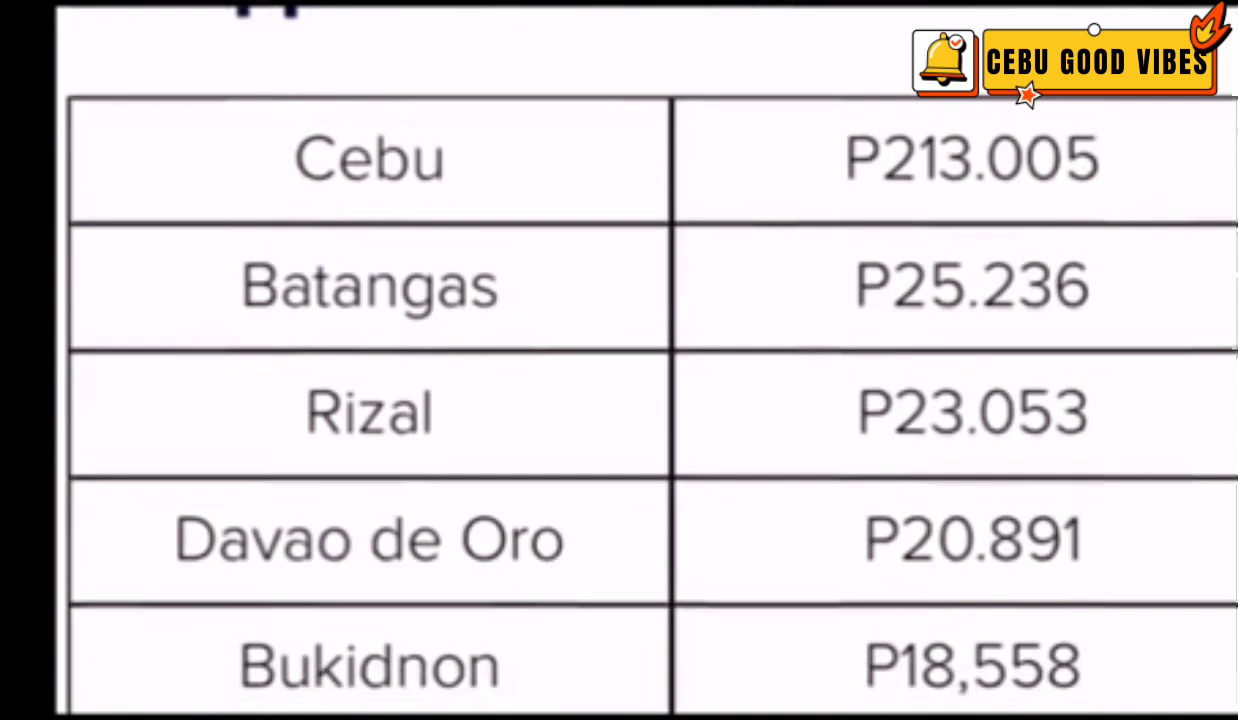 CEBU GOOD VIBES
Cebu P213.005
Batangas P25.236
Rizal P23.053
Davao de Oro P20.891
Bukidnon P18,558